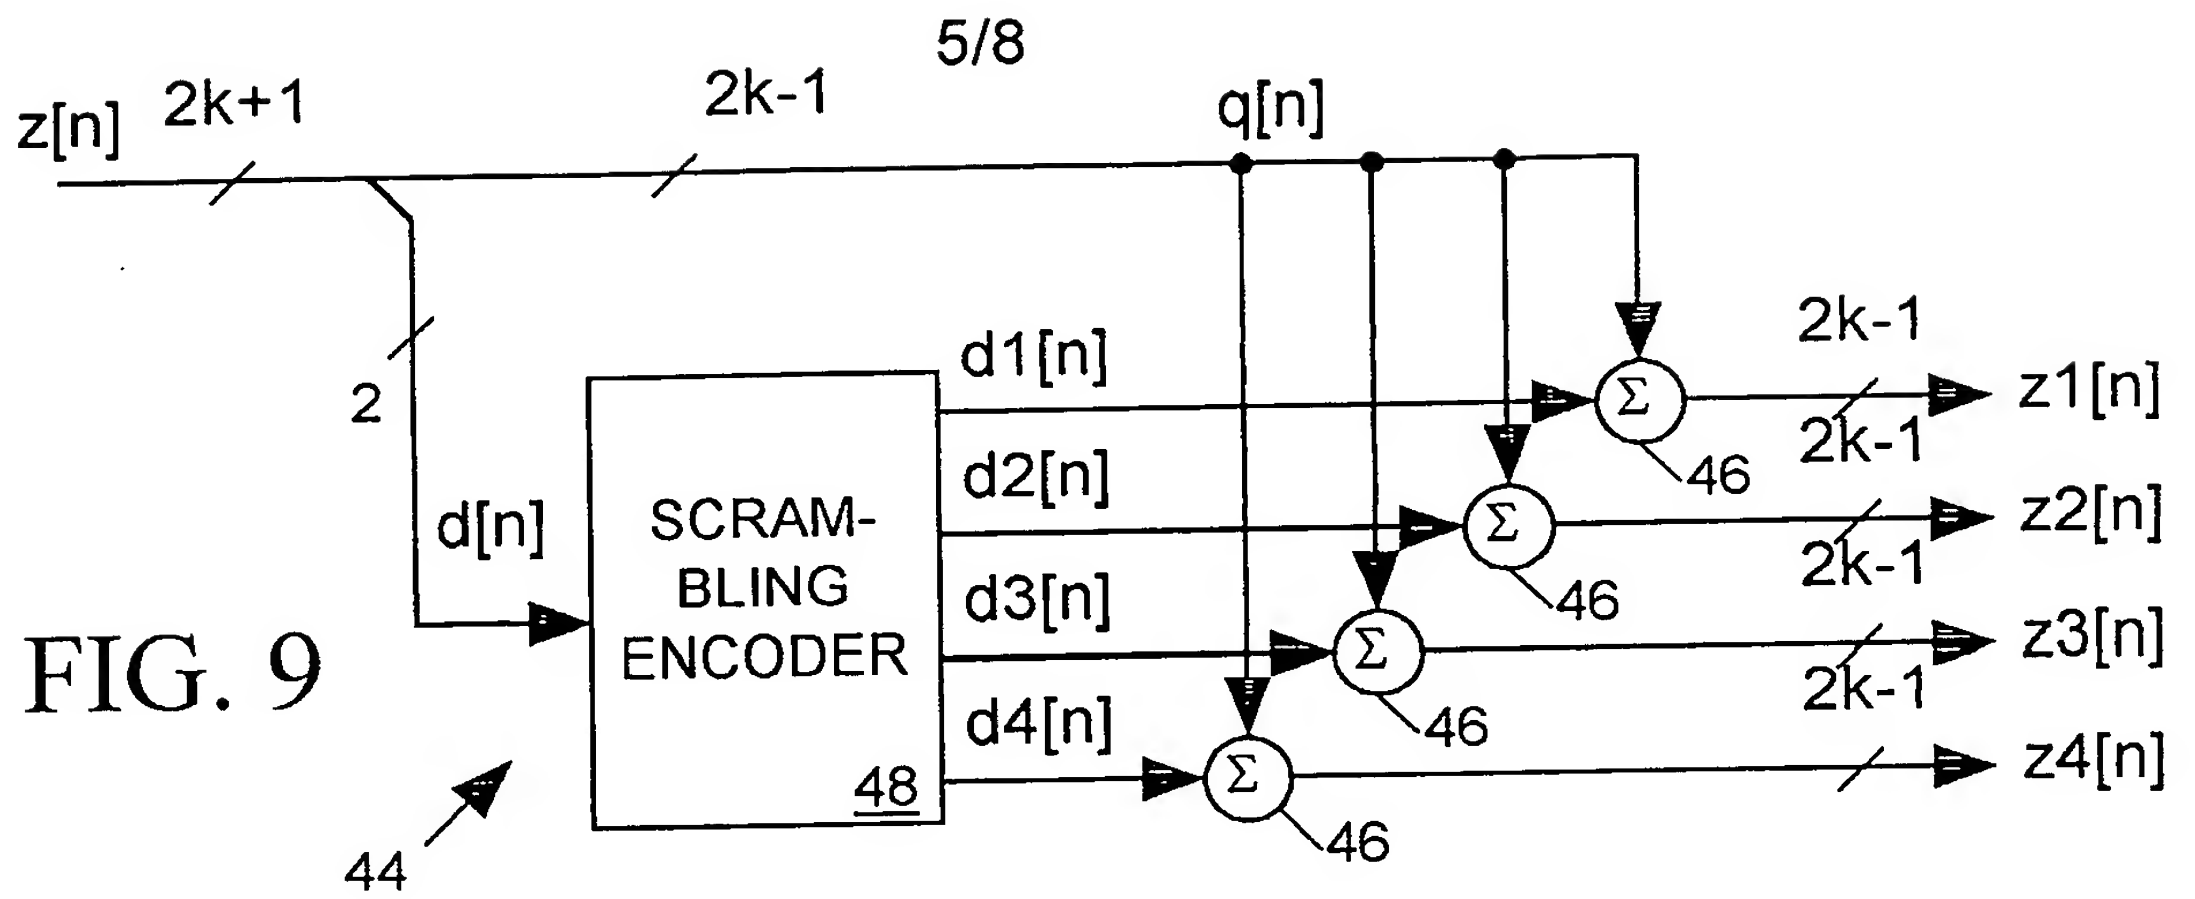 5/8
z[n]
2k+1
2k-1
q[n]
2
d[n]
SCRAM-
BLING
ENCODER
48
d1[n]
d2[n]
d3[n]
d4[n]
Σ
Σ
Σ
Σ
46
46
46
46
2k-1
z1[n]
2k-1
z2[n]
2k-1
z3[n]
2k-1
z4[n]
FIG. 9
44